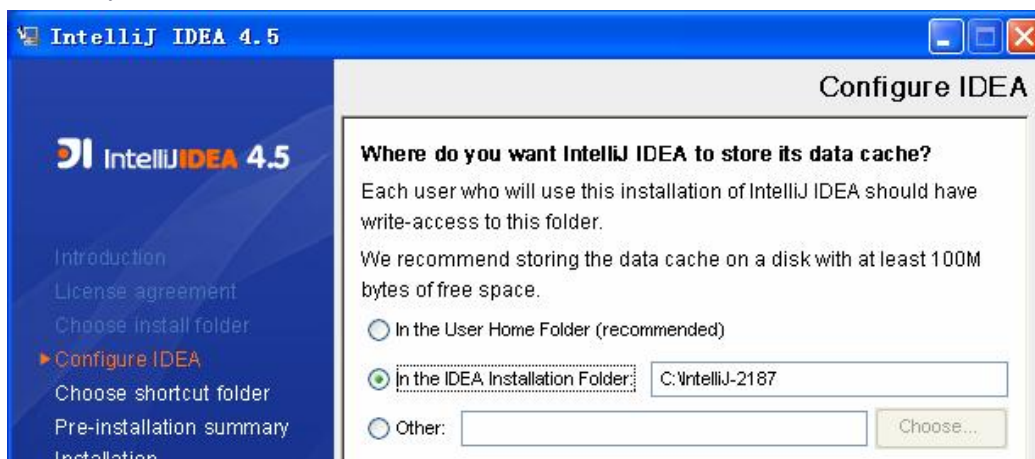 IntelliJ IDEA 4.5
Configure IDEA
IntelliJ IDEA 4.5
Introduction
License agreement
Choose install folder
Configure IDEA
Choose shortcut folder
Pre-installation summary
Installation
Where do you want IntelliJ IDEA to store its data cache?
Each user who will use this installation of IntelliJ IDEA should have
write-access to this folder.
We recommend storing the data cache on a disk with at least 100M
bytes of free space.
In the User Home Folder (recommended)
In the IDEA Installation Folder: C:\IntelliJ-2187
Other: Choose...